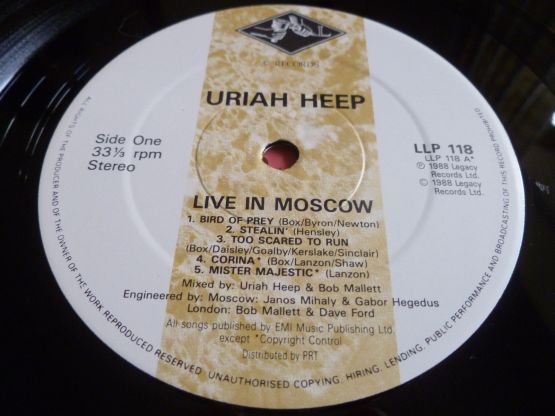 C RECORDS
URIAH HEEP
Side One
33⅓ rpm
Stereo
LLP 118
LLP 118 A*
℗ 1988 Legacy
Records Ltd.
© 1988 Legacy
Records Ltd.
LIVE IN MOSCOW
1. BIRD OF PREY (Box/Byron/Newton)
2. STEALIN' (Hensley)
3. TOO SCARED TO RUN
(Box/Daisley/Goalby/Kerslake/Sinclair)
4. CORINA* (Box/Lanzon/Shaw)
5. MISTER MAJESTIC* (Lanzon)
Mixed by: Uriah Heep & Bob Mallett
Engineered by: Moscow: Janos Mihaly & Gabor Hegedus
London: Bob Mallett & Dave Ford
All songs published by EMI Music Publishing Ltd.
except *Copyright Control
Distributed by PRT
ALL RIGHTS OF THE PRODUCER AND OF THE OWNER OF THE WORK REPRODUCED RESERVED. UNAUTHORISED COPYING, HIRING, LENDING, PUBLIC PERFORMANCE AND BROADCASTING OF THIS RECORD PROHIBITED